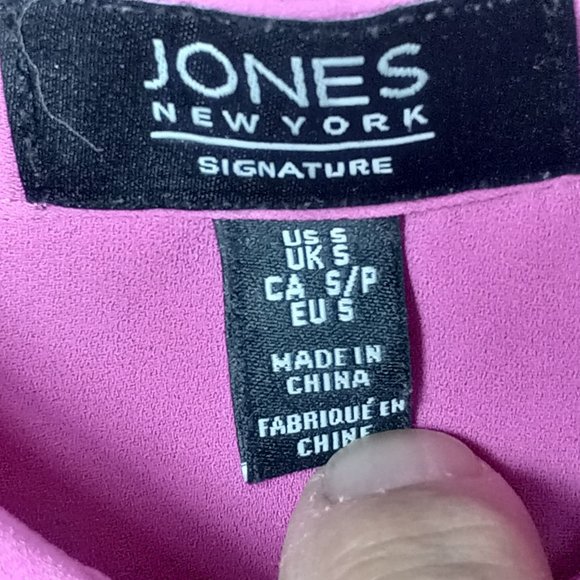 JONES
NEW YORK
SIGNATURE
US S
UK S
CA S/P
EU S
MADE IN
CHINA
FABRIQUÉ EN
CHINE